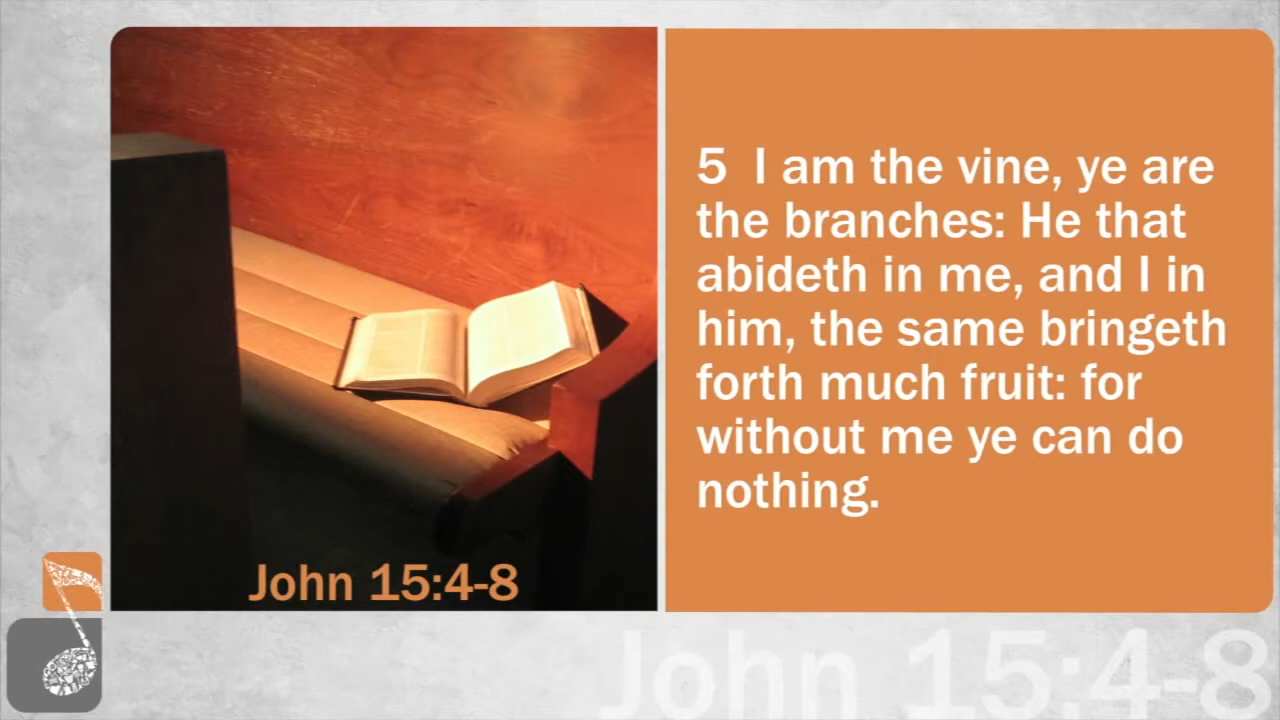 5 I am the vine, ye are
the branches: He that
abideth in me, and I in
him, the same bringeth
forth much fruit: for
without me ye can do
nothing.
John 15:4-8
John 15:4-8